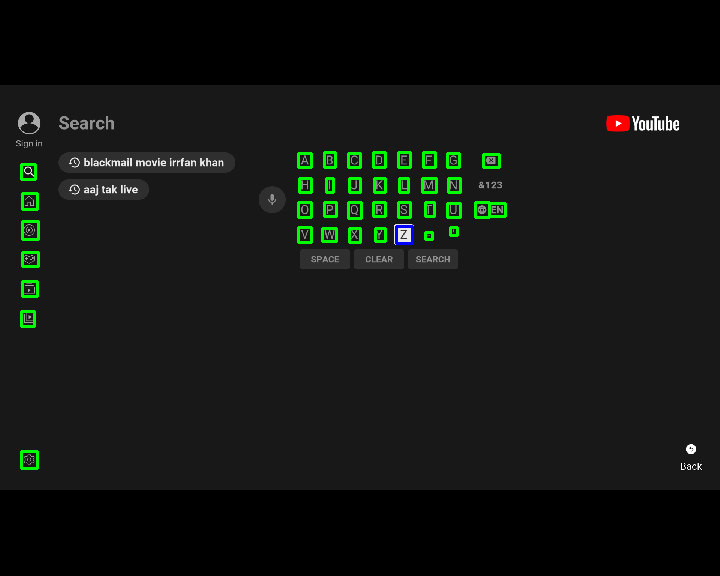 Search
YouTube
Sign in
blackmail movie irrfan khan
aaj tak live
A B C D E F G
H I J K L M N &123
O P Q R S T U EN
V W X Y Z - '
SPACE CLEAR SEARCH
Back